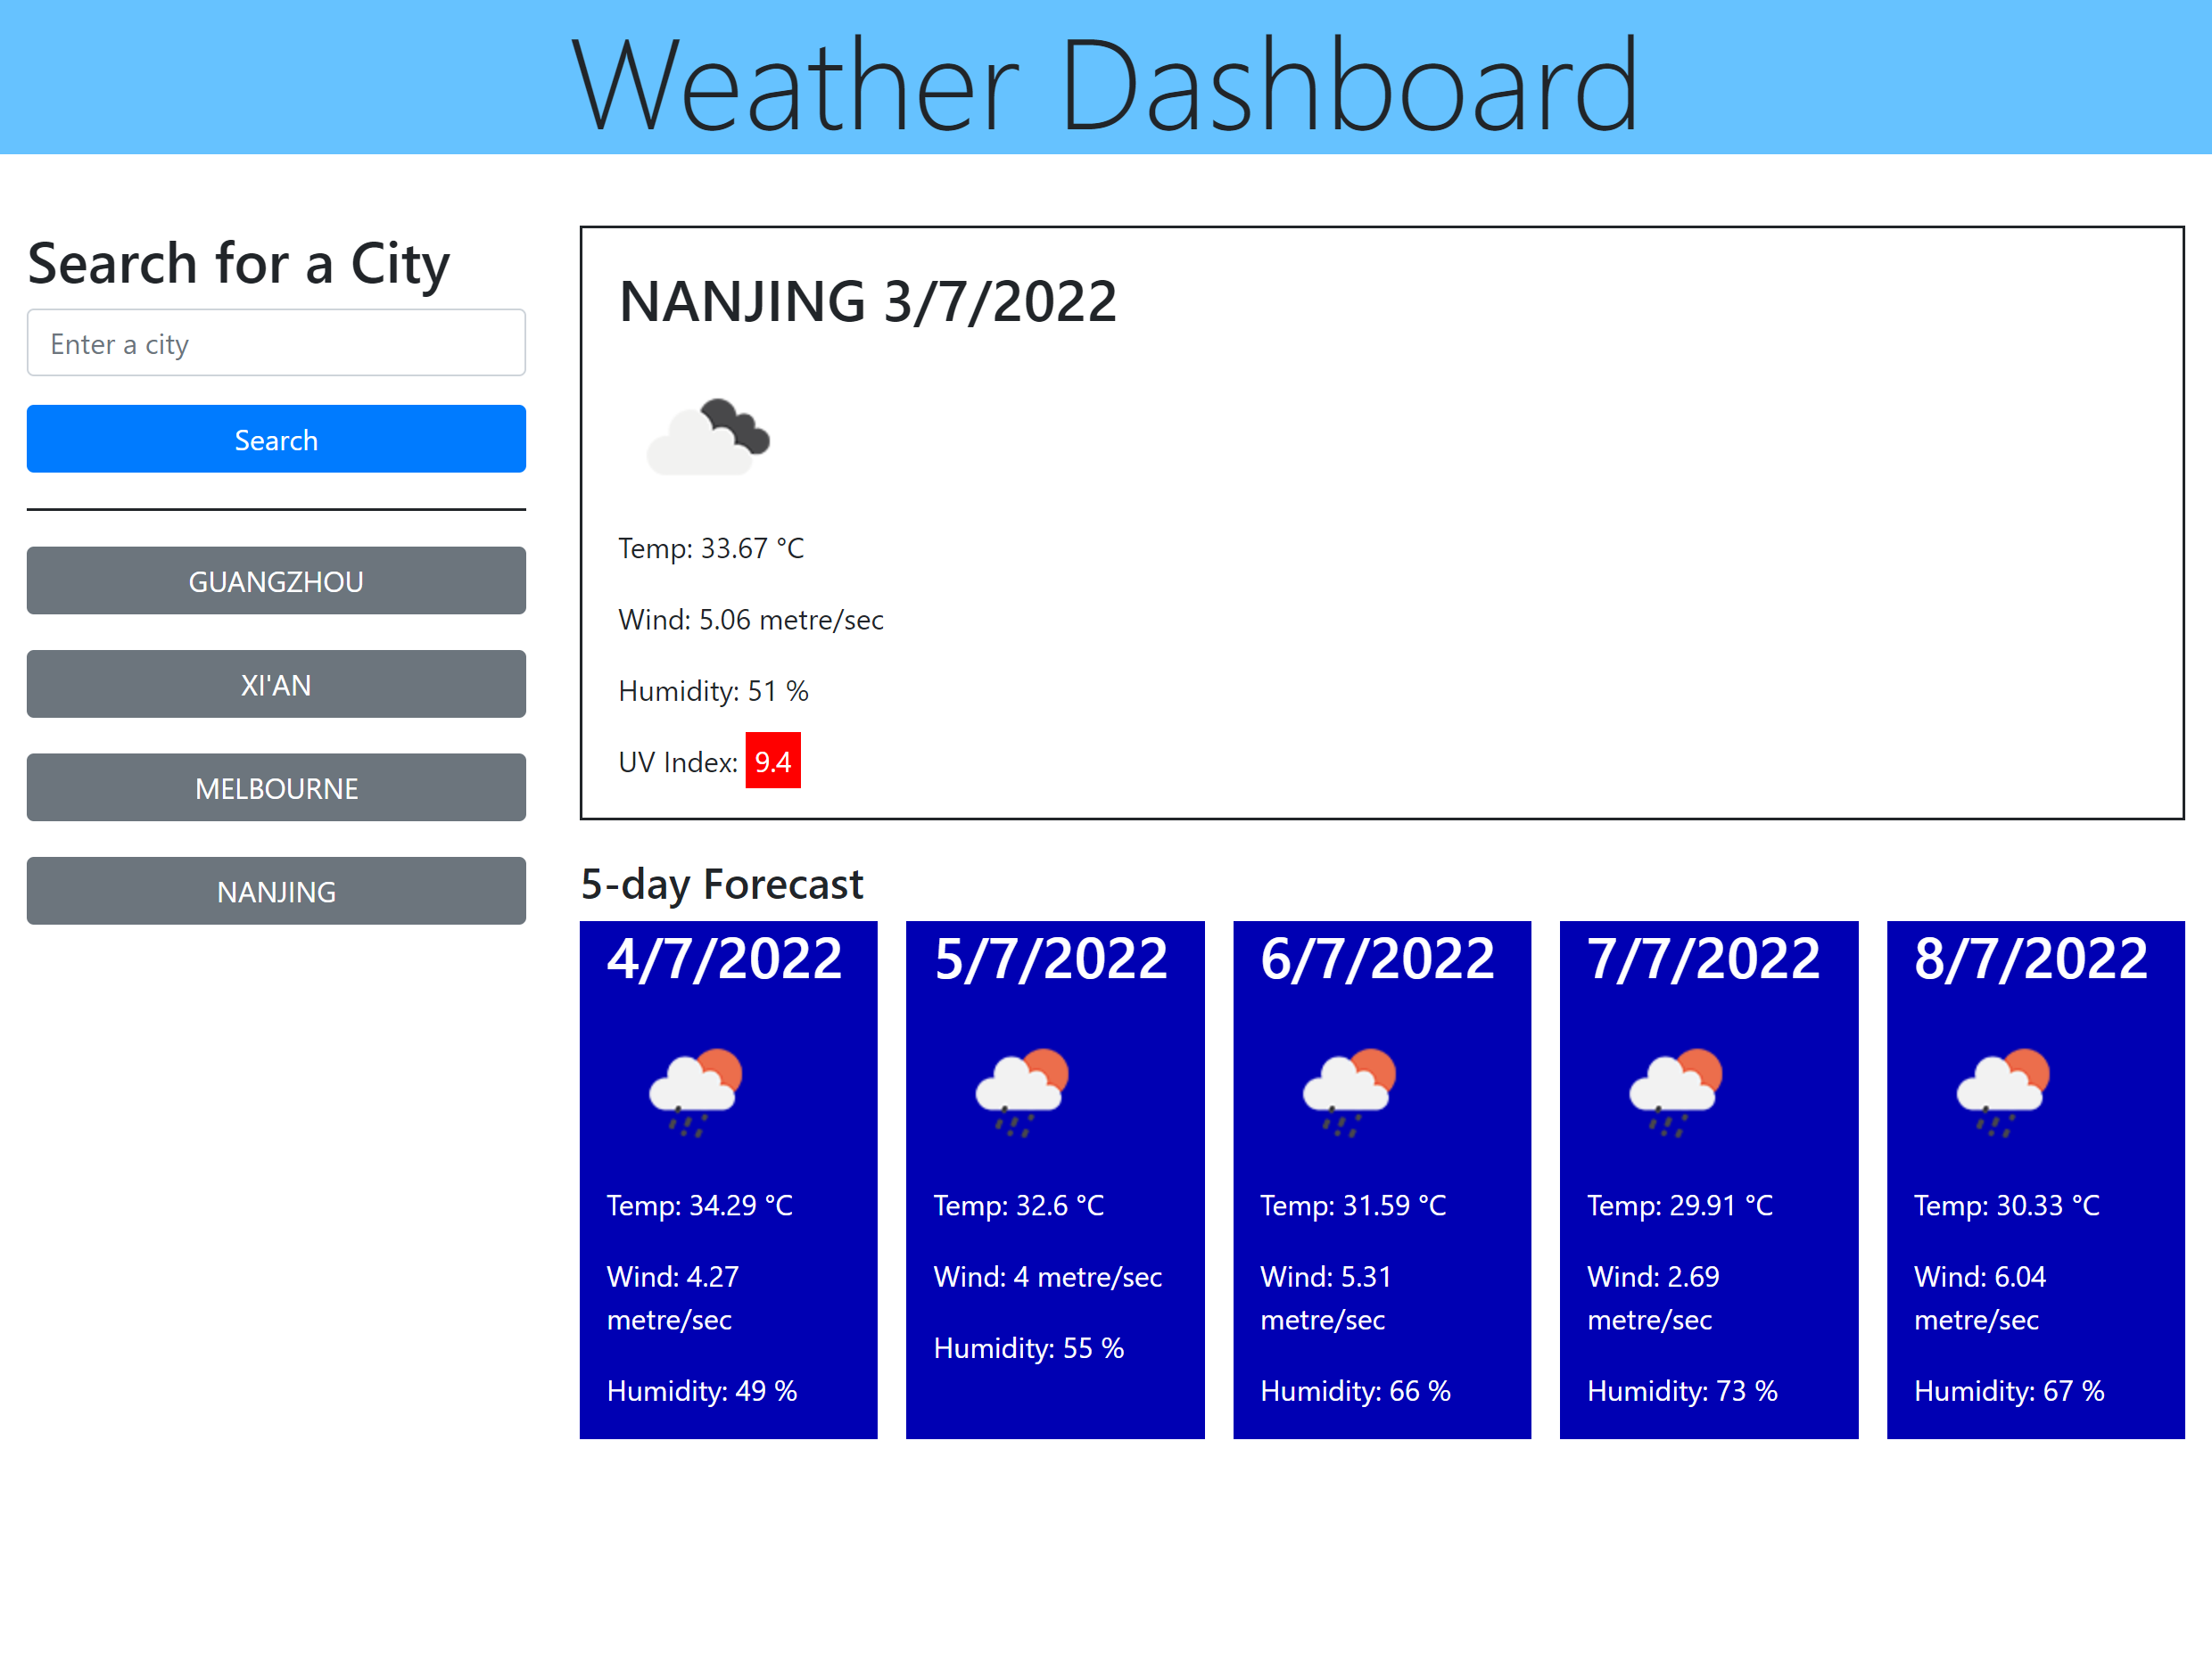 Weather Dashboard
Search for a City
Enter a city
Search
GUANGZHOU
XI'AN
MELBOURNE
NANJING
NANJING 3/7/2022
Temp: 33.67 °C
Wind: 5.06 metre/sec
Humidity: 51 %
UV Index: 9.4
5-day Forecast
4/7/2022
Temp: 34.29 °C
Wind: 4.27
metre/sec
Humidity: 49 %
5/7/2022
Temp: 32.6 °C
Wind: 4 metre/sec
Humidity: 55 %
6/7/2022
Temp: 31.59 °C
Wind: 5.31
metre/sec
Humidity: 66 %
7/7/2022
Temp: 29.91 °C
Wind: 2.69
metre/sec
Humidity: 73 %
8/7/2022
Temp: 30.33 °C
Wind: 6.04
metre/sec
Humidity: 67 %